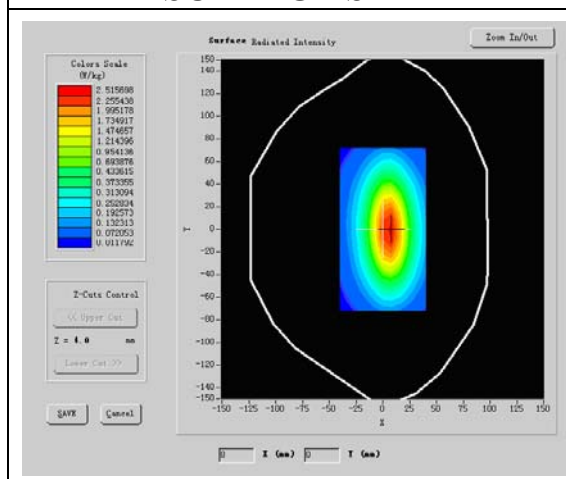 Surface Radiated Intensity
Zoom In/Out
Colors Scale
(W/kg)
2.515698
2.255438
1.995178
1.734917
1.474657
1.214396
0.954136
0.693876
0.433615
0.373355
0.313094
0.252834
0.192573
0.132313
0.072053
0.011792
Z-Cuts Control
<< Upper Cut
Z = 4.0 mm
Lower Cut >>
SAVE
Cancel
150
140
120
100
80
60
40
20
0
-20
-40
-60
-80
-100
-120
-140
-150
Y
-150 -125 -100 -75 -50 -25 0 25 50 75 100 125 150
X
0 X (mm) 0 Y (mm)